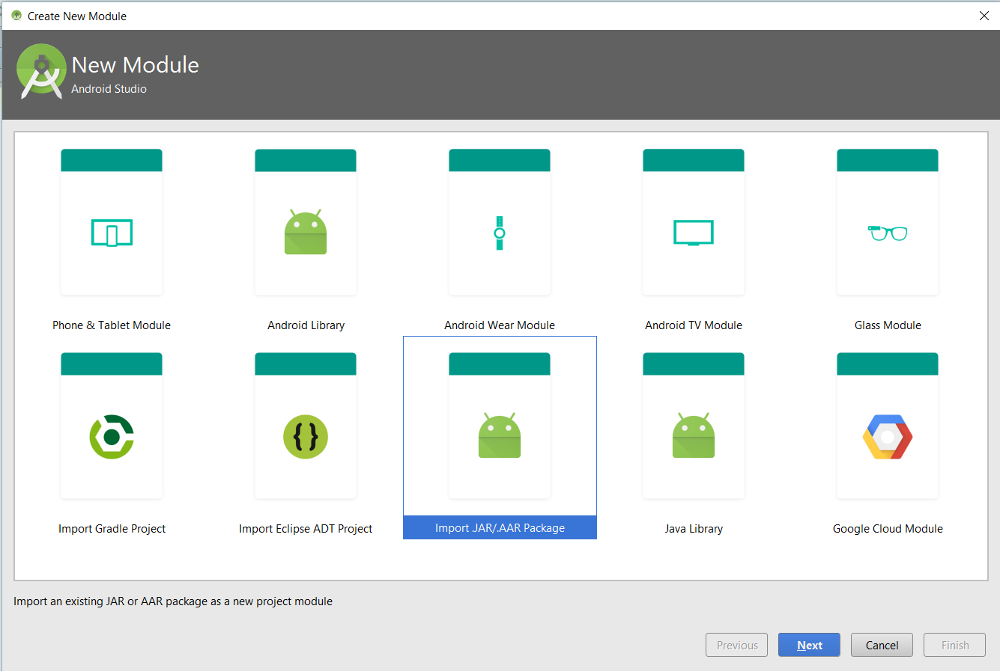 Create New Module
New Module
Android Studio
Phone & Tablet Module
Android Library
Android Wear Module
Android TV Module
Glass Module
Import Gradle Project
Import Eclipse ADT Project
Import .JAR/.AAR Package
Java Library
Google Cloud Module
Import an existing JAR or AAR package as a new project module
Previous
Next
Cancel
Finish